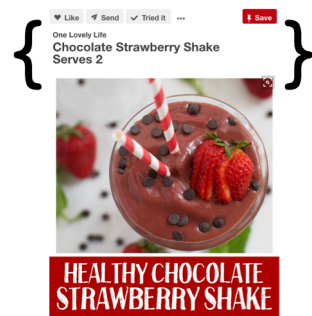 Like Send Tried it ... Save
One Lovely Life
Chocolate Strawberry Shake
Serves 2
HEALTHY CHOCOLATE
STRAWBERRY SHAKE